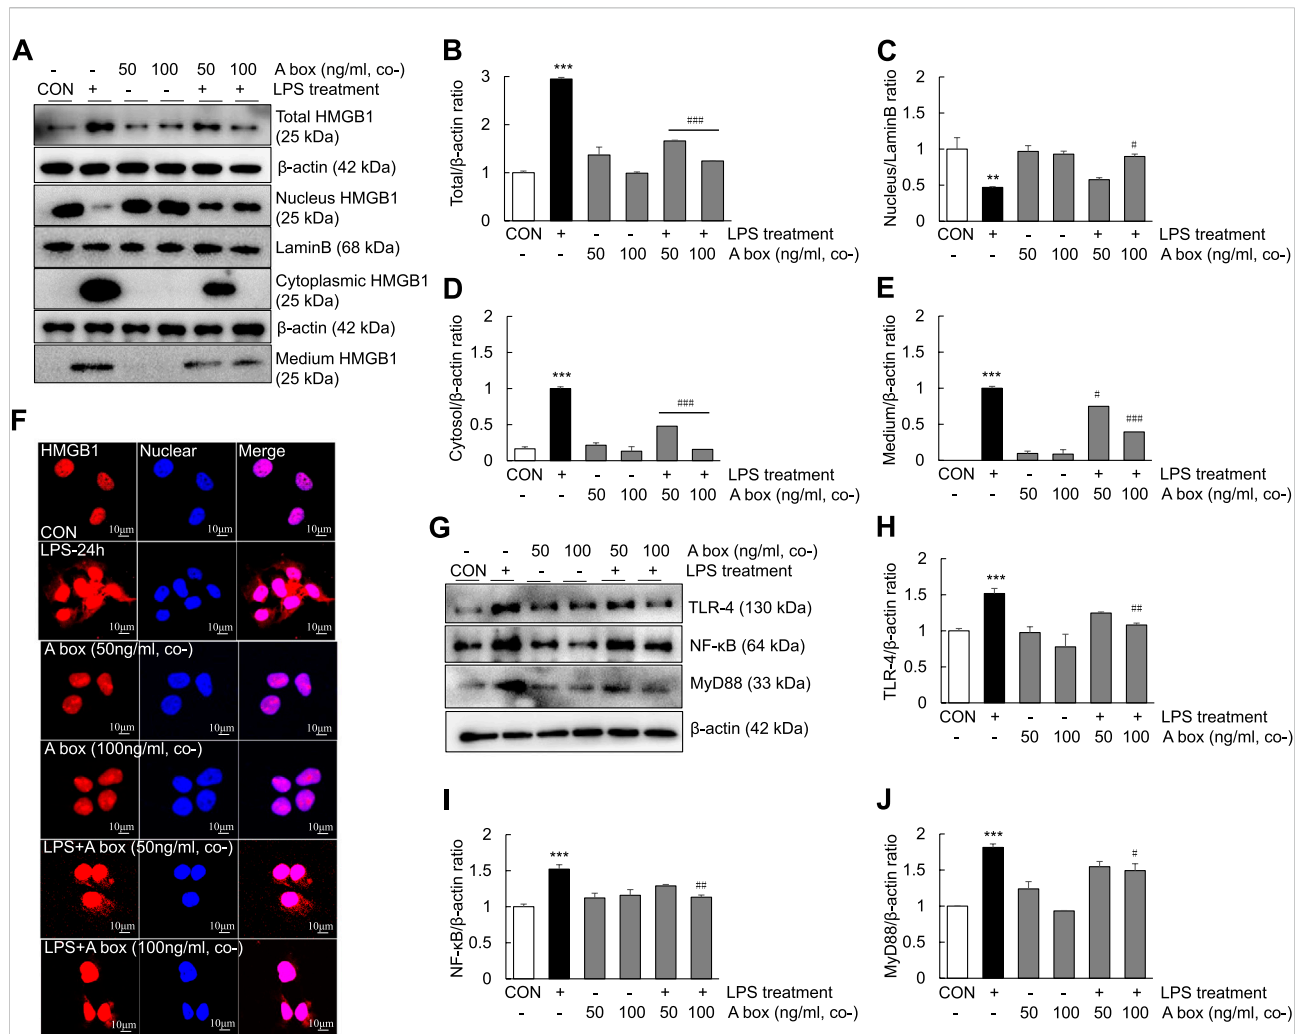 A
- - 50 100 50 100 A box (ng/ml, co-)
CON + - - + + LPS treatment
Total HMGB1
(25 kDa)
β-actin (42 kDa)
Nucleus HMGB1
(25 kDa)
LaminB (68 kDa)
Cytoplasmic HMGB1
(25 kDa)
β-actin (42 kDa)
Medium HMGB1
(25 kDa)
B
Total/β-actin ratio
3
2
1
0
***
###
CON + - - + + LPS treatment
- - 50 100 50 100 A box (ng/ml, co-)
C
Nucleus/LaminB ratio
2
1.5
1
0.5
0
**
#
CON + - - + + LPS treatment
- - 50 100 50 100 A box (ng/ml, co-)
D
Cytosol/β-actin ratio
2
1.5
1
0.5
0
***
###
CON + - - + + LPS treatment
- - 50 100 50 100 A box (ng/ml, co-)
E
Medium/β-actin ratio
2
1.5
1
0.5
0
***
#
###
CON + - - + + LPS treatment
- - 50 100 50 100 A box (ng/ml, co-)
F
HMGB1 Nuclear Merge
CON
10μm 10μm 10μm
LPS-24h
10μm 10μm 10μm
A box (50ng/ml, co-)
10μm 10μm 10μm
A box (100ng/ml, co-)
10μm 10μm 10μm
LPS+A box (50ng/ml, co-)
10μm 10μm 10μm
LPS+A box (100ng/ml, co-)
10μm 10μm 10μm
G
- - 50 100 50 100 A box (ng/ml, co-)
CON + - - + + LPS treatment
TLR-4 (130 kDa)
NF-κB (64 kDa)
MyD88 (33 kDa)
β-actin (42 kDa)
H
TLR-4/β-actin ratio
2
1.5
1
0.5
0
***
##
CON + - - + + LPS treatment
- - 50 100 50 100 A box (ng/ml, co-)
I
NF-κB/β-actin ratio
2
1.5
1
0.5
0
***
##
CON + - - + + LPS treatment
- - 50 100 50 100 A box (ng/ml, co-)
J
MyD88/β-actin ratio
2
1.5
1
0.5
0
***
#
CON + - - + + LPS treatment
- - 50 100 50 100 A box (ng/ml, co-)